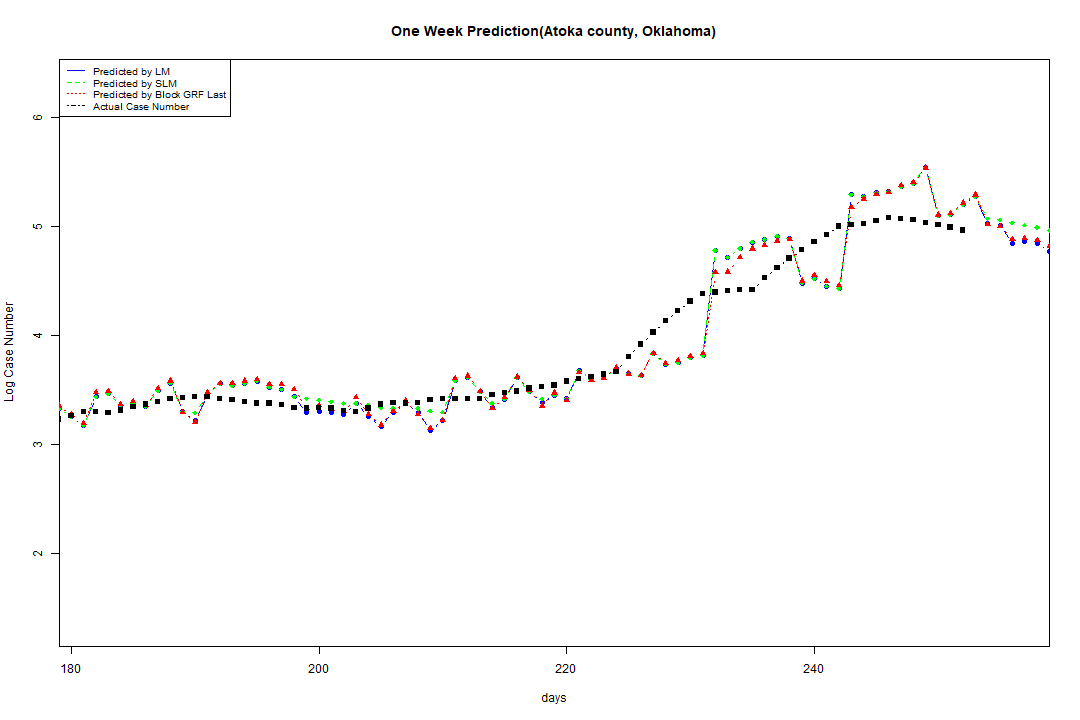 One Week Prediction(Atoka county, Oklahoma)
Predicted by LM
Predicted by SLM
Predicted by Block GRF Last
Actual Case Number
6
5
4
3
2
Log Case Number
180 200 220 240
days